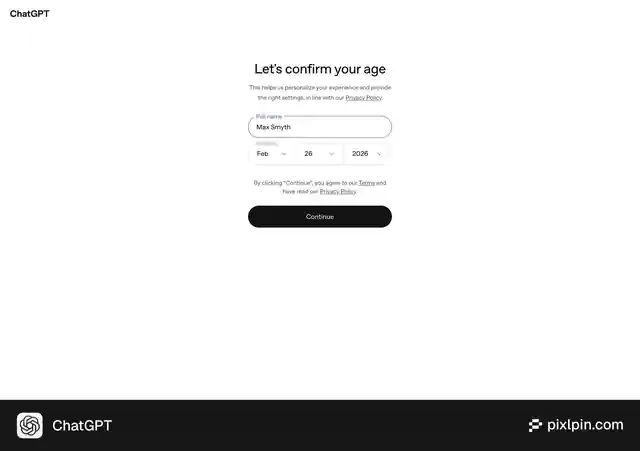 ChatGPT
Let's confirm your age
This helps us personalize your experience and provide
the right settings, in line with our Privacy Policy.
Full name
Max Smyth
Feb 26 2026
By clicking "Continue", you agree to our Terms and
have read our Privacy Policy.
Continue
ChatGPT
pixlpin.com